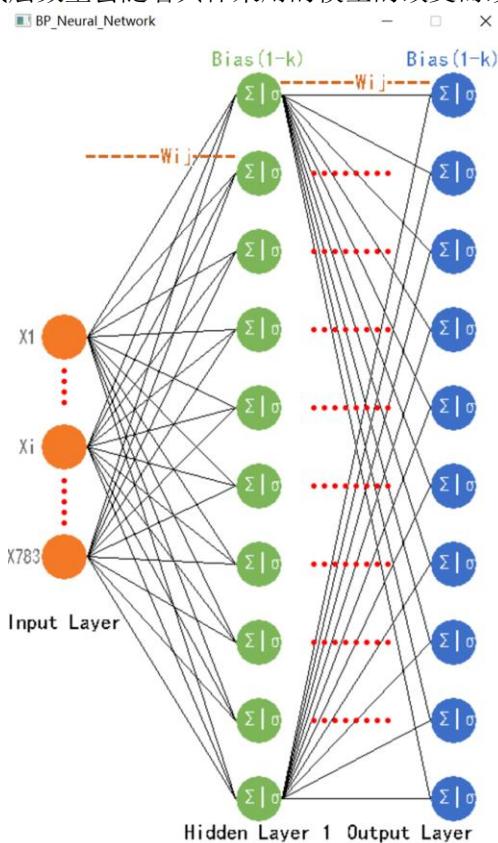 BP_Neural_Network
Bias(1-k)
Bias(1-k)
Wij
Wij
Σ|σ Σ|σ
Σ|σ Σ|σ
Σ|σ Σ|σ
Σ|σ Σ|σ
Σ|σ Σ|σ
Σ|σ Σ|σ
Σ|σ Σ|σ
Σ|σ Σ|σ
Σ|σ Σ|σ
Σ|σ Σ|σ
X1
Xi
X783
Input Layer
Hidden Layer 1
Output Layer